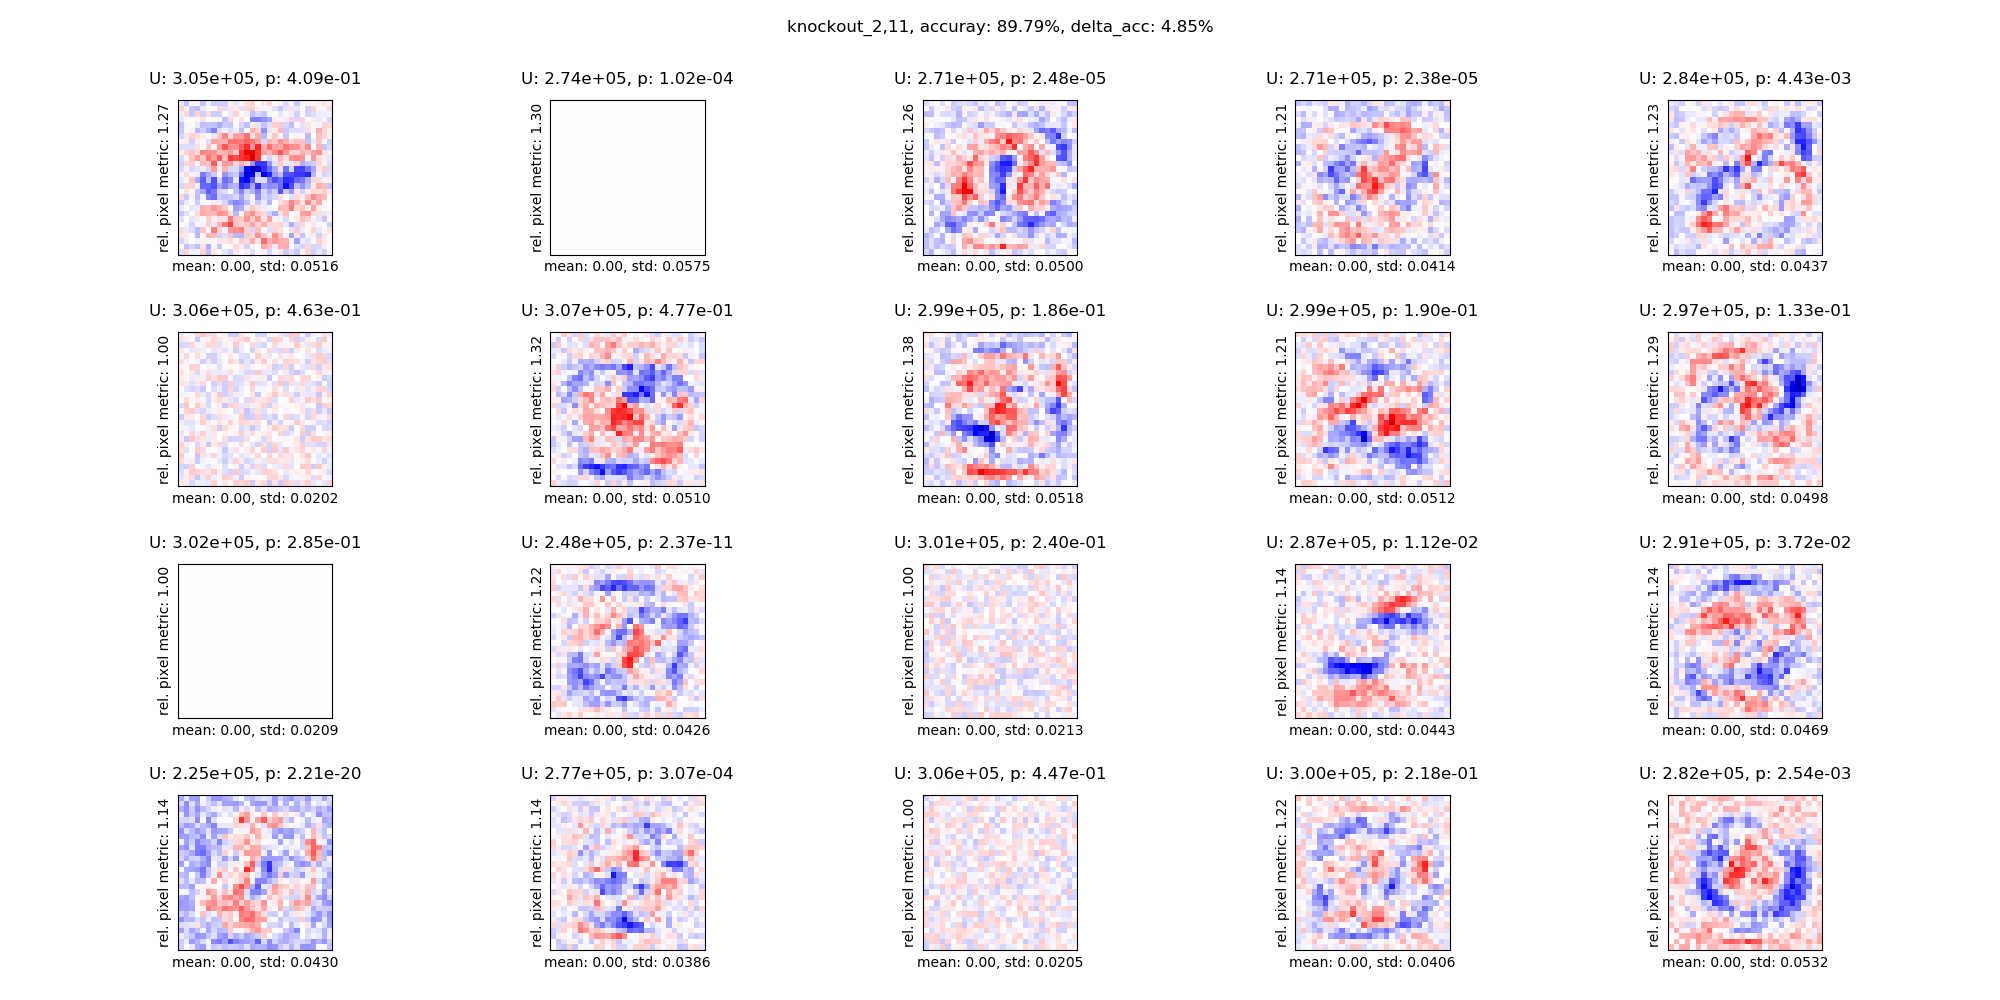 knockout_2,11, accuray: 89.79%, delta_acc: 4.85%
U: 3.05e+05, p: 4.09e-01
rel. pixel metric: 1.27
mean: 0.00, std: 0.0516
U: 2.74e+05, p: 1.02e-04
rel. pixel metric: 1.30
mean: 0.00, std: 0.0575
U: 2.71e+05, p: 2.48e-05
rel. pixel metric: 1.26
mean: 0.00, std: 0.0500
U: 2.71e+05, p: 2.38e-05
rel. pixel metric: 1.21
mean: 0.00, std: 0.0414
U: 2.84e+05, p: 4.43e-03
rel. pixel metric: 1.23
mean: 0.00, std: 0.0437
U: 3.06e+05, p: 4.63e-01
rel. pixel metric: 1.00
mean: 0.00, std: 0.0202
U: 3.07e+05, p: 4.77e-01
rel. pixel metric: 1.32
mean: 0.00, std: 0.0510
U: 2.99e+05, p: 1.86e-01
rel. pixel metric: 1.38
mean: 0.00, std: 0.0518
U: 2.99e+05, p: 1.90e-01
rel. pixel metric: 1.21
mean: 0.00, std: 0.0512
U: 2.97e+05, p: 1.33e-01
rel. pixel metric: 1.29
mean: 0.00, std: 0.0498
U: 3.02e+05, p: 2.85e-01
rel. pixel metric: 1.00
mean: 0.00, std: 0.0209
U: 2.48e+05, p: 2.37e-11
rel. pixel metric: 1.22
mean: 0.00, std: 0.0426
U: 3.01e+05, p: 2.40e-01
rel. pixel metric: 1.00
mean: 0.00, std: 0.0213
U: 2.87e+05, p: 1.12e-02
rel. pixel metric: 1.14
mean: 0.00, std: 0.0443
U: 2.91e+05, p: 3.72e-02
rel. pixel metric: 1.24
mean: 0.00, std: 0.0469
U: 2.25e+05, p: 2.21e-20
rel. pixel metric: 1.14
mean: 0.00, std: 0.0430
U: 2.77e+05, p: 3.07e-04
rel. pixel metric: 1.14
mean: 0.00, std: 0.0386
U: 3.06e+05, p: 4.47e-01
rel. pixel metric: 1.00
mean: 0.00, std: 0.0205
U: 3.00e+05, p: 2.18e-01
rel. pixel metric: 1.22
mean: 0.00, std: 0.0406
U: 2.82e+05, p: 2.54e-03
rel. pixel metric: 1.22
mean: 0.00, std: 0.0532